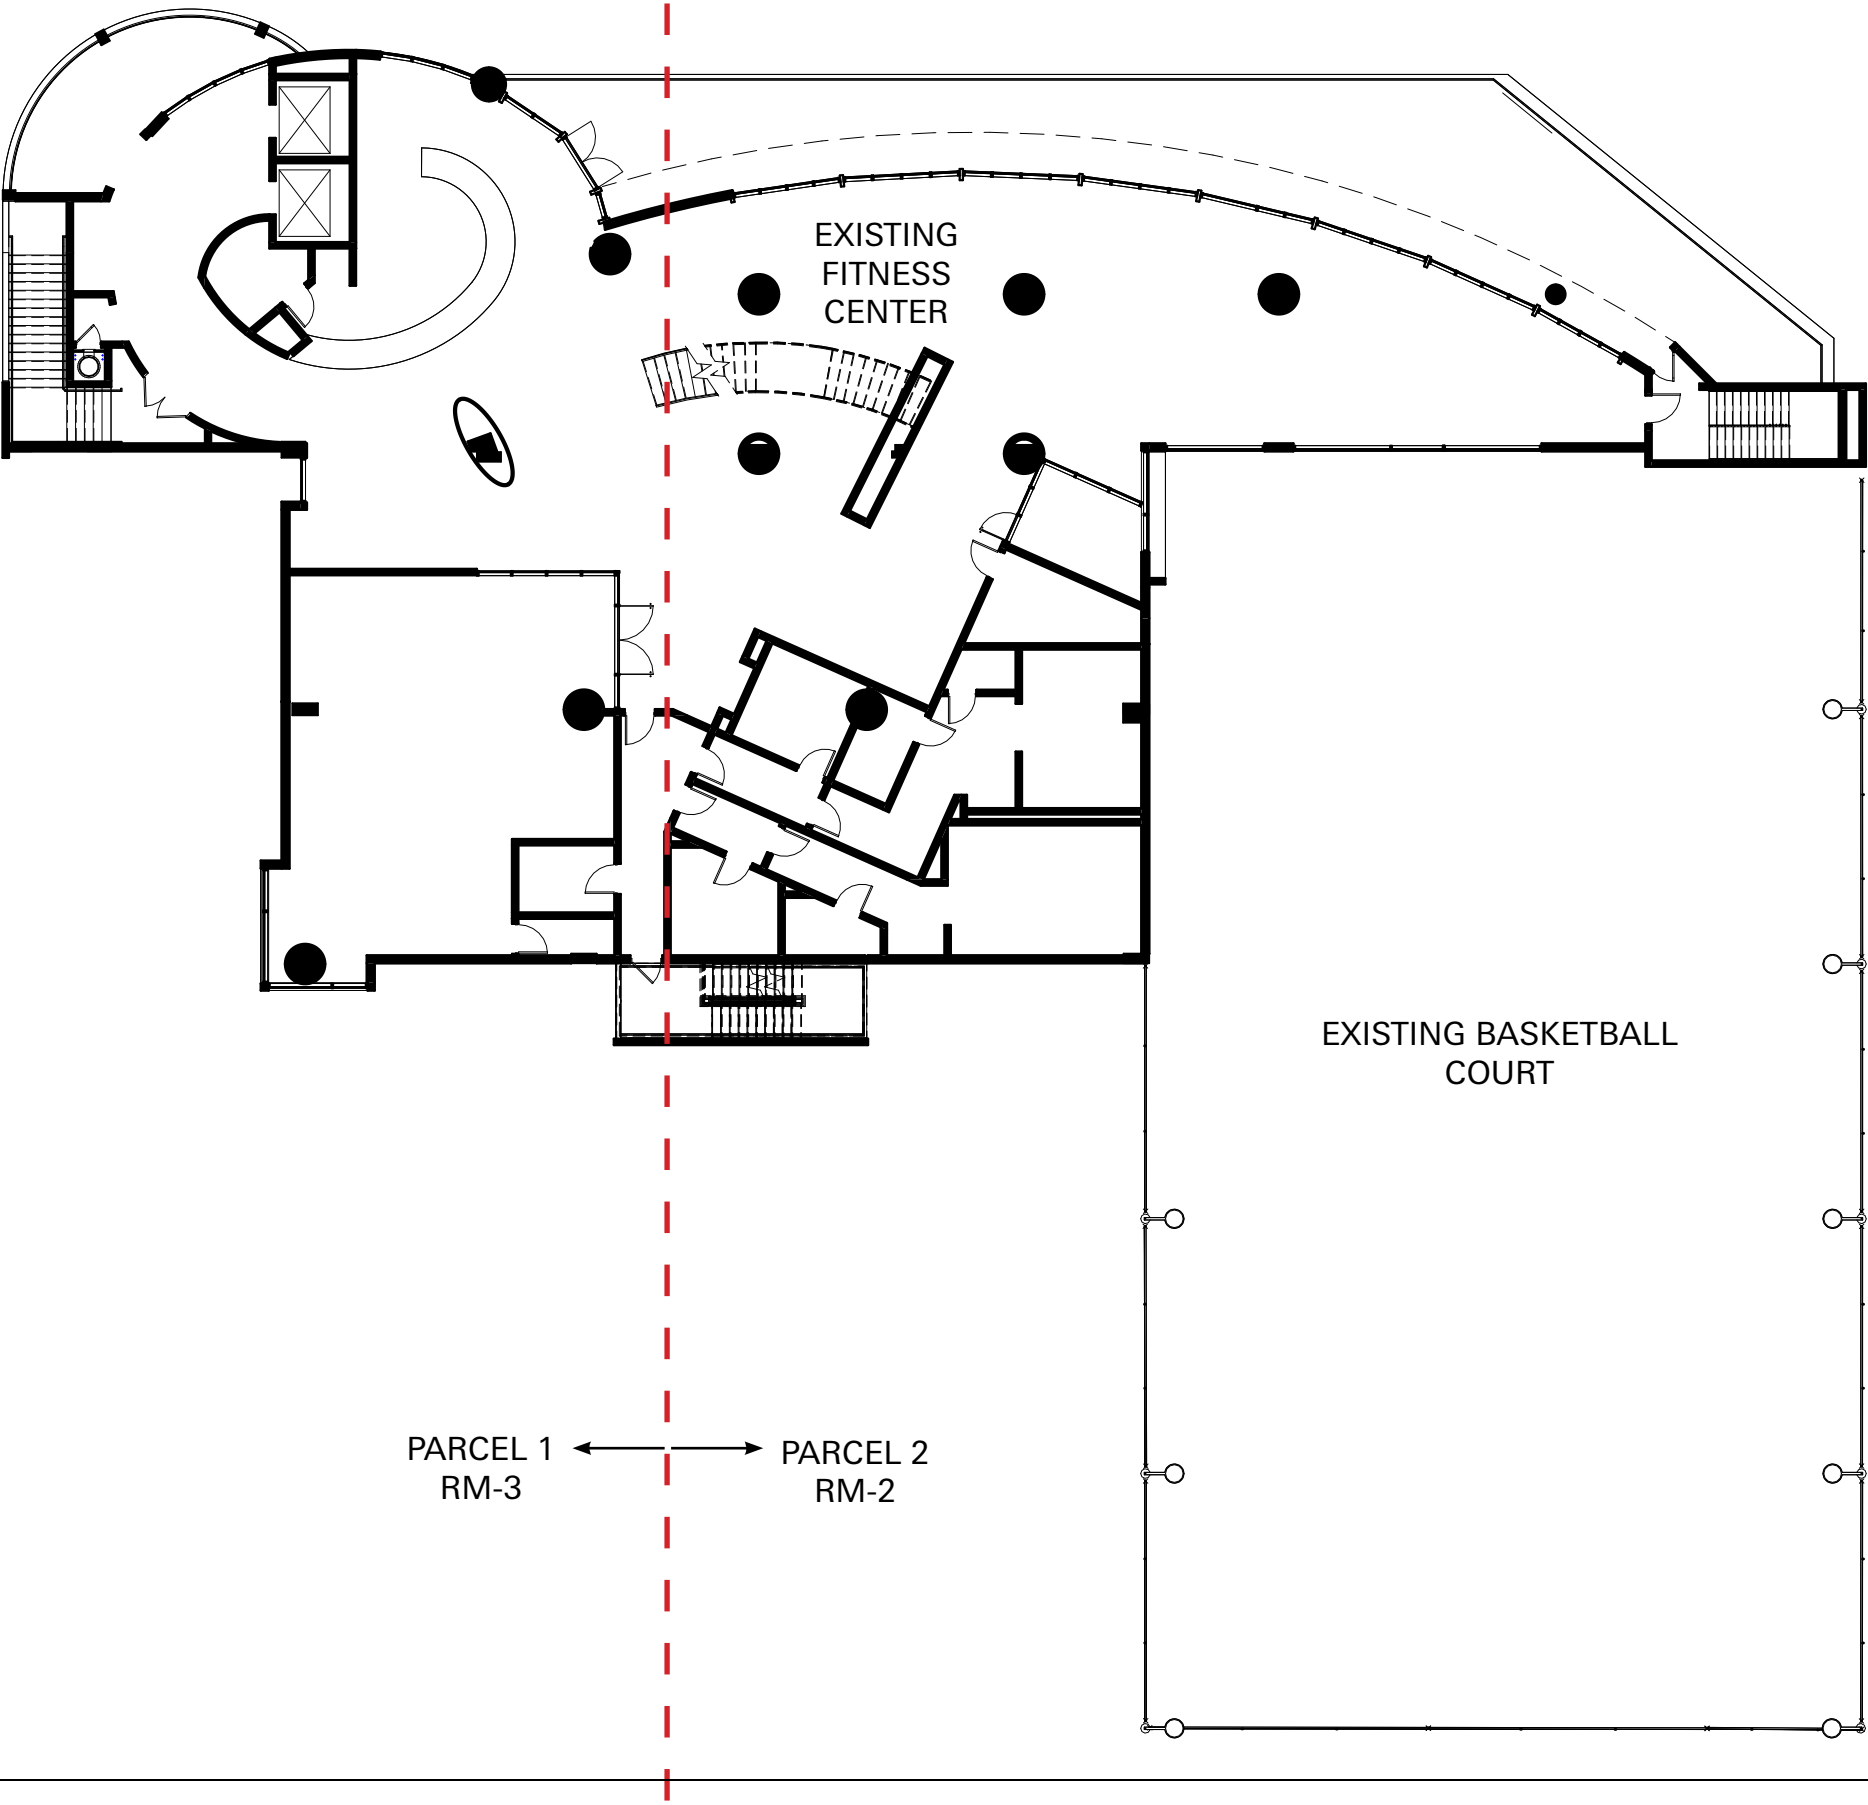 EXISTING
FITNESS
CENTER
EXISTING BASKETBALL
COURT
PARCEL 1
RM-3
PARCEL 2
RM-2